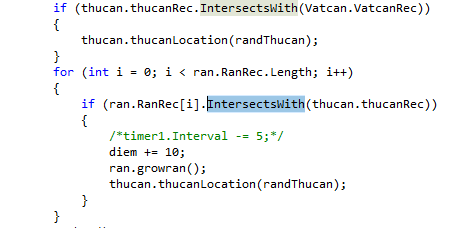 if (thucan.thucanRec.IntersectsWith(Vatcan.VatcanRec))
{
thucan.thucanLocation(randThucan);
}
for (int i = 0; i < ran.RanRec.Length; i++)
{
if (ran.RanRec[i].IntersectsWith(thucan.thucanRec))
{
/*timer1.Interval -= 5;*/
diem += 10;
ran.growran();
thucan.thucanLocation(randThucan);
}
}